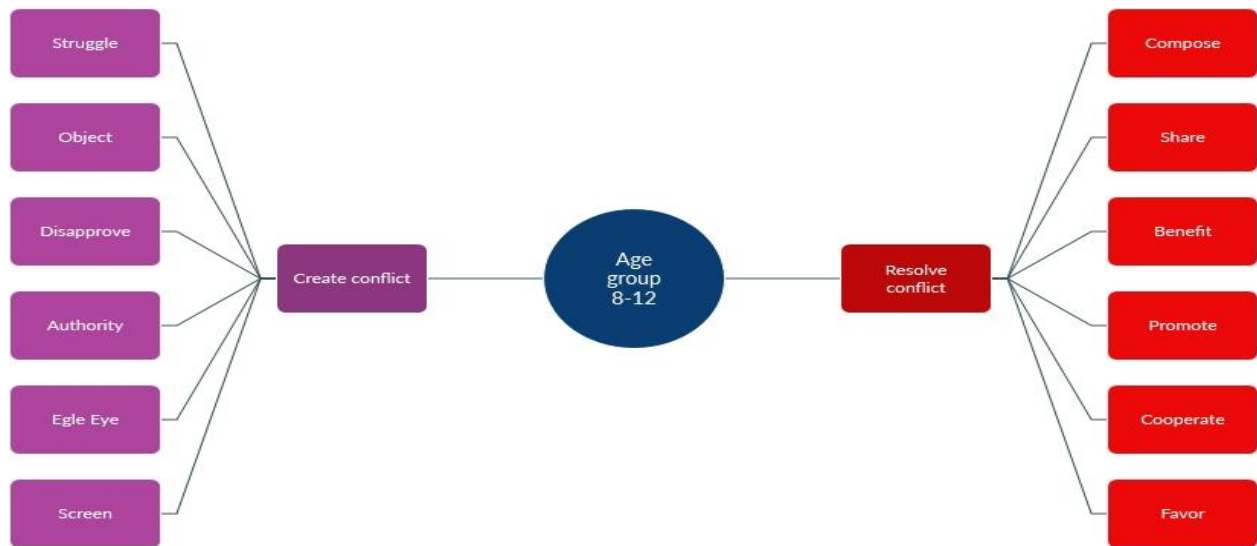 Struggle
Object
Disapprove
Authority
Egle Eye
Screen
Create conflict
Age
group
8-12
Resolve
conflict
Compose
Share
Benefit
Promote
Cooperate
Favor